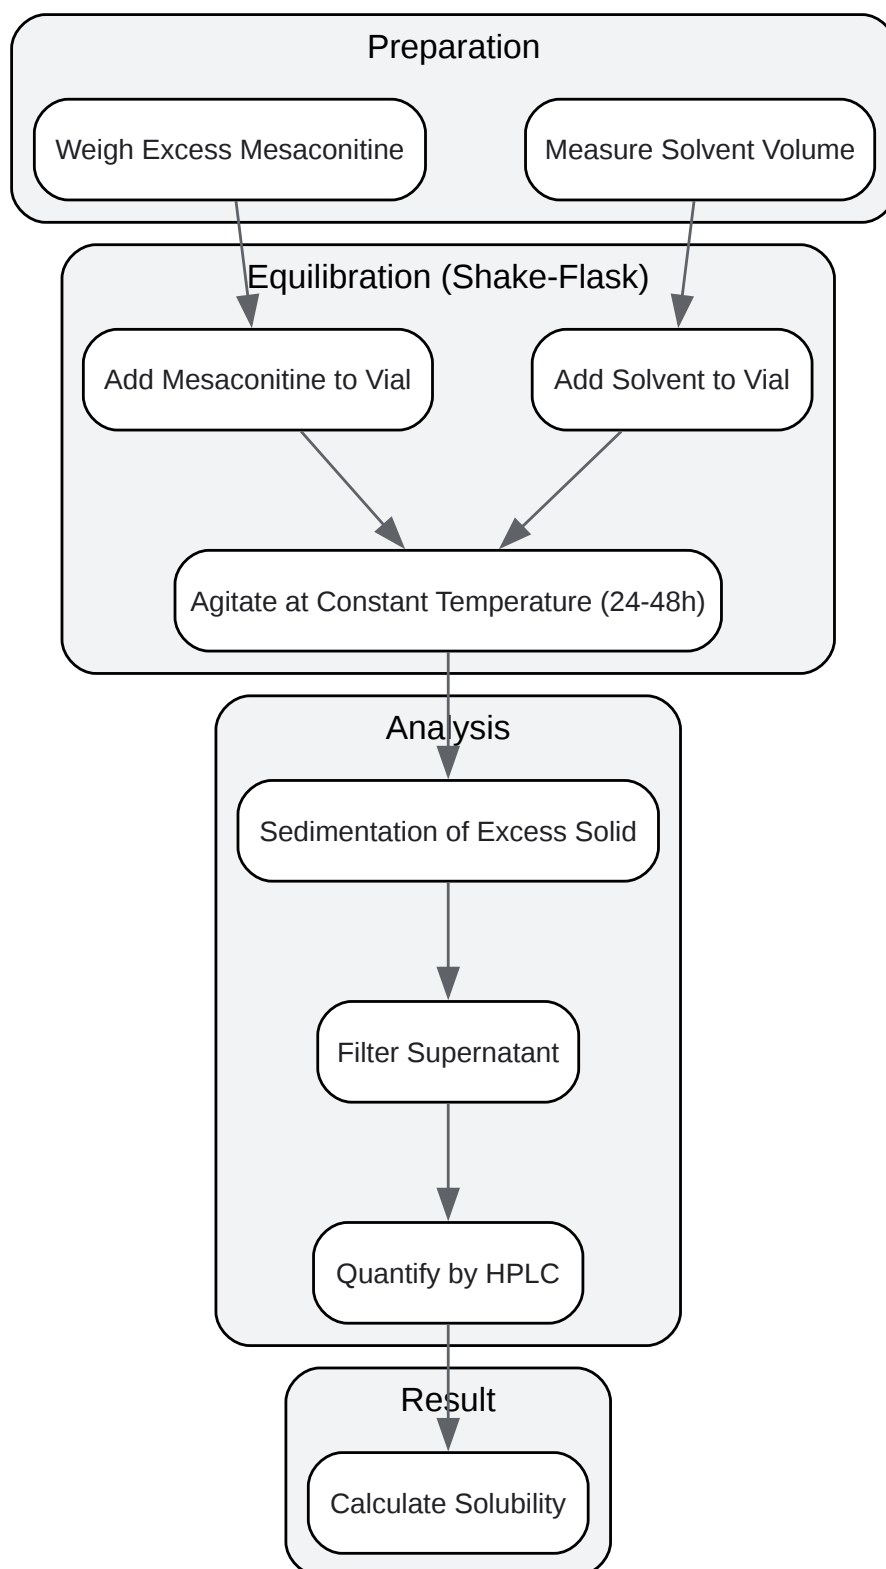 Preparation
Weigh Excess Mesaconitine
Measure Solvent Volume
Equilibration (Shake-Flask)
Add Mesaconitine to Vial
Add Solvent to Vial
Agitate at Constant Temperature (24-48h)
Analysis
Sedimentation of Excess Solid
Filter Supernatant
Quantify by HPLC
Result
Calculate Solubility